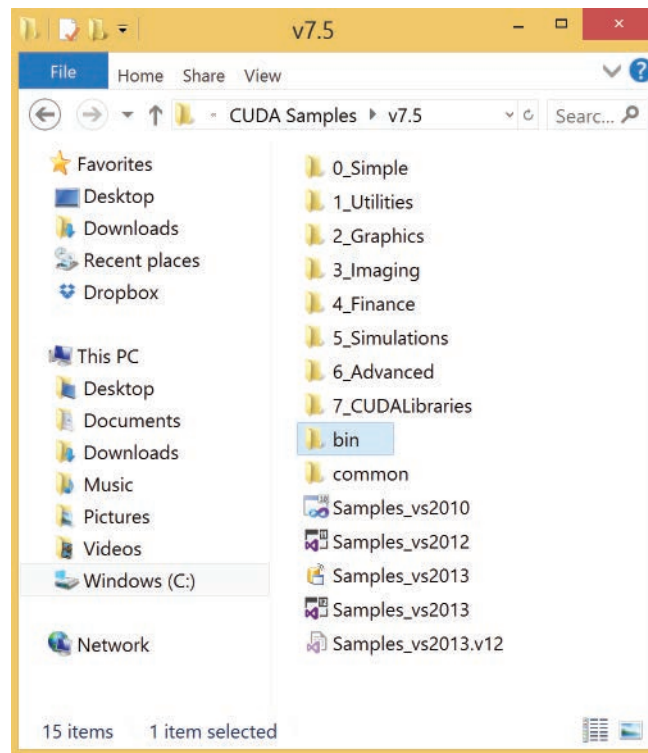 v7.5
File Home Share View
CUDA Samples v7.5 Searc...
Favorites
Desktop
Downloads
Recent places
Dropbox
This PC
Desktop
Documents
Downloads
Music
Pictures
Videos
Windows (C:)
Network
0_Simple
1_Utilities
2_Graphics
3_Imaging
4_Finance
5_Simulations
6_Advanced
7_CUDALibraries
bin
common
Samples_vs2010
Samples_vs2012
Samples_vs2013
Samples_vs2013
Samples_vs2013.v12
15 items 1 item selected